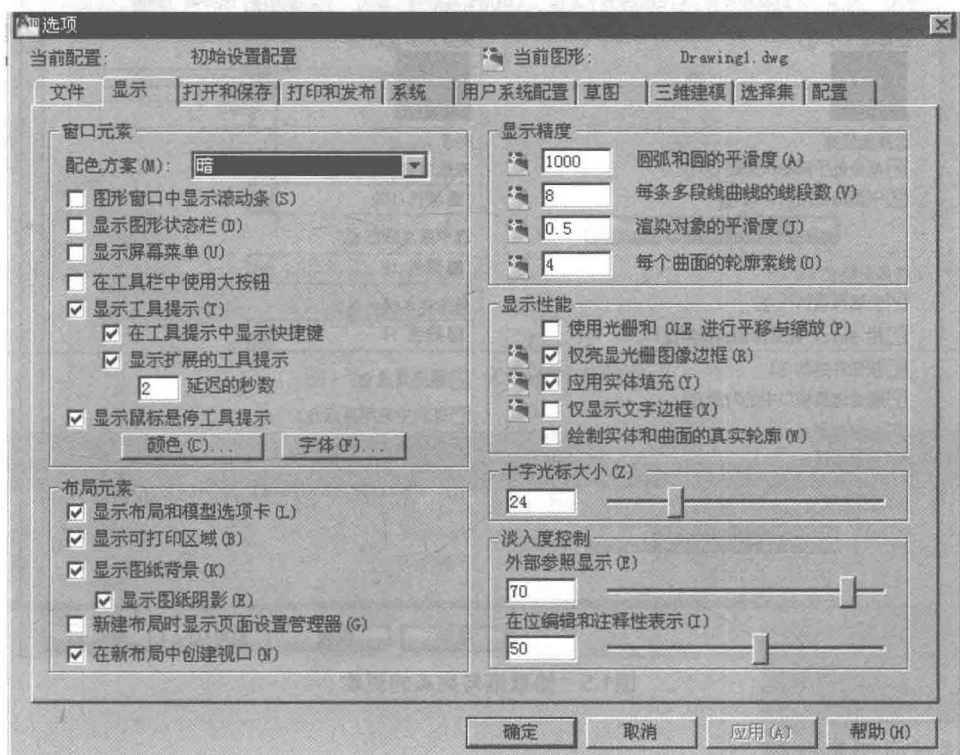 选项
当前配置: 初始设置配置 当前图形: Drawing1.dwg
文件 显示 打开和保存 打印和发布 系统 用户系统配置 草图 三维建模 选择集 配置
窗口元素
配色方案(M): 暗
图形窗口中显示滚动条(S)
显示图形状态栏(D)
显示屏幕菜单(U)
在工具栏中使用大按钮
显示工具提示(T)
在工具提示中显示快捷键
显示扩展的工具提示
2 延迟的秒数
显示鼠标悬停工具提示
颜色(C)... 字体(F)...
布局元素
显示布局和模型选项卡(L)
显示可打印区域(B)
显示图纸背景(K)
显示图纸阴影(E)
新建布局时显示页面设置管理器(G)
在新布局中创建视口(N)
显示精度
1000 圆弧和圆的平滑度(A)
8 每条多段线曲线的线段数(V)
0.5 渲染对象的平滑度(J)
4 每个曲面的轮廓素线(O)
显示性能
使用光栅和 OLE 进行平移与缩放(P)
仅亮显光栅图像边框(R)
应用实体填充(Y)
仅显示文字边框(X)
绘制实体和曲面的真实轮廓(W)
十字光标大小(Z)
24
淡入度控制
外部参照显示(E)
70
在位编辑和注释性表示(I)
50
确定 取消 应用(A) 帮助(H)